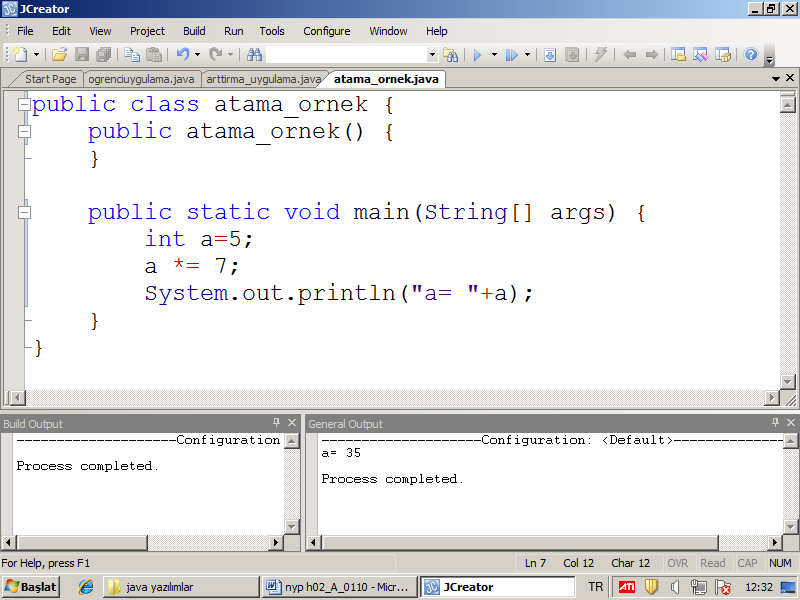 JCreator
File Edit View Project Build Run Tools Configure Window Help
Start Page ogrenciuygulama.java arttirma_uygulama.java atama_ornek.java
public class atama_ornek {
public atama_ornek() {
}
public static void main(String[] args) {
int a=5;
a *= 7;
System.out.println("a= "+a);
}
}
Build Output
--------------------Configuration
Process completed.
General Output
--------------------Configuration: <Default>--------------
a= 35
Process completed.
For Help, press F1 Ln 7 Col 12 Char 12 OVR Read CAP NUM
Başlat java yazılımlar nyp h02_A_0110 - Micr... JCreator TR ATI 12:32